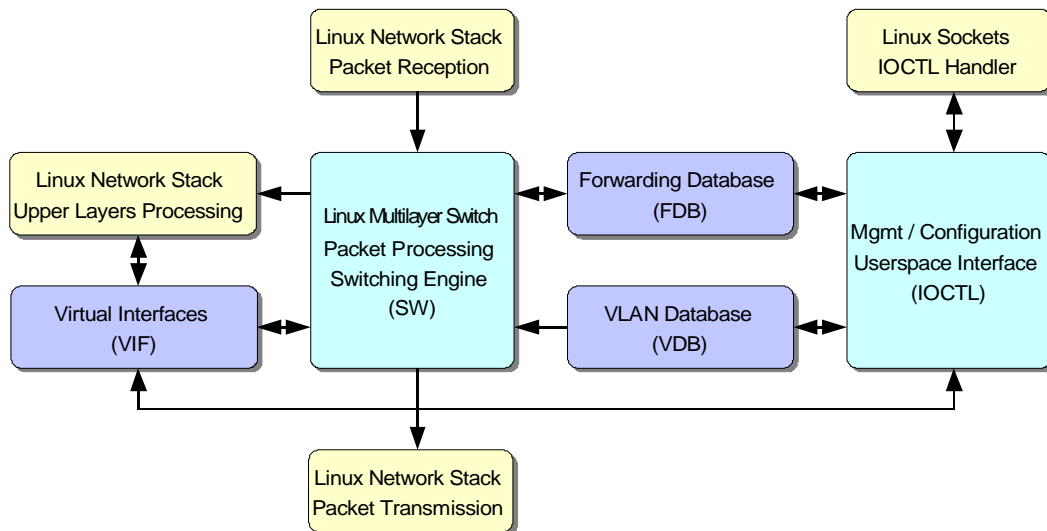 Linux Network Stack
Packet Reception
Linux Sockets
IOCTL Handler
Linux Network Stack
Upper Layers Processing
Linux Multilayer Switch
Packet Processing
Switching Engine
(SW)
Forwarding Database
(FDB)
Mgmt / Configuration
Userspace Interface
(IOCTL)
Virtual Interfaces
(VIF)
VLAN Database
(VDB)
Linux Network Stack
Packet Transmission